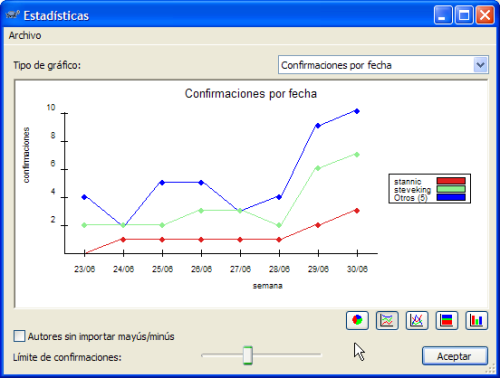 Estadísticas
Archivo
Tipo de gráfico:
Confirmaciones por fecha
Confirmaciones por fecha
confirmaciones
10
8
6
4
2
23/06 24/06 25/06 26/06 27/06 28/06 29/06 30/06
semana
stannic
steveking
Otros (5)
Autores sin importar mayús/minús
Límite de confirmaciones:
Aceptar